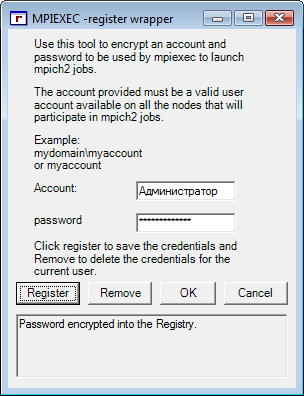 MPIEXEC -register wrapper
Use this tool to encrypt an account and
password to be used by mpiexec to launch
mpich2 jobs.
The account provided must be a valid user
account available on all the nodes that will
participate in mpich2 jobs.
Example:
mydomain\myaccount
or myaccount
Account: Администратор
password *************
Click register to save the credentials and
Remove to delete the credentials for the
current user.
Register Remove OK Cancel
Password encrypted into the Registry.